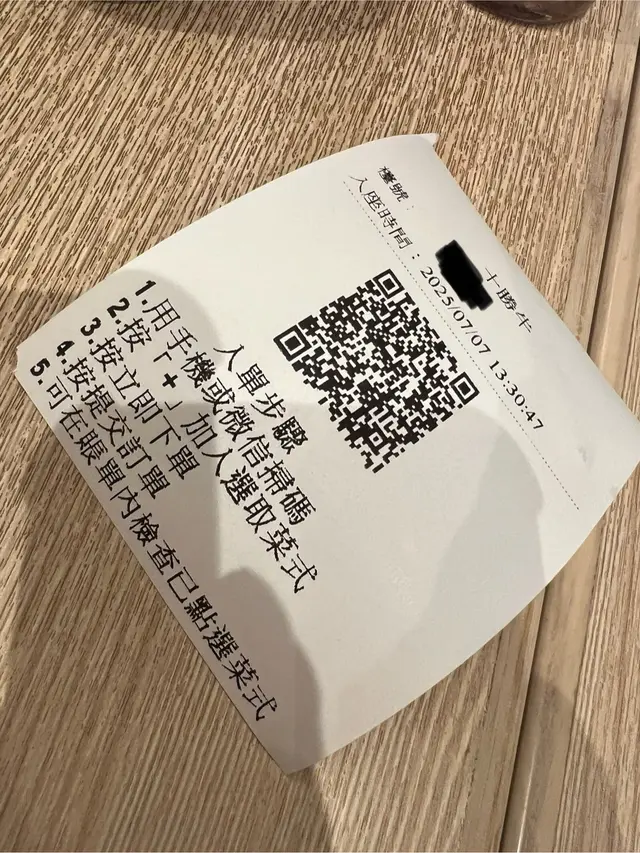 十勝牛
檯號:
入座時間：2025/07/07 13:30:47
入單步驟
1.用手機或微信掃碼
2.按「+」加入選取菜式
3.按立即下單
4.按提交訂單
5.可在賬單內檢查已點選菜式